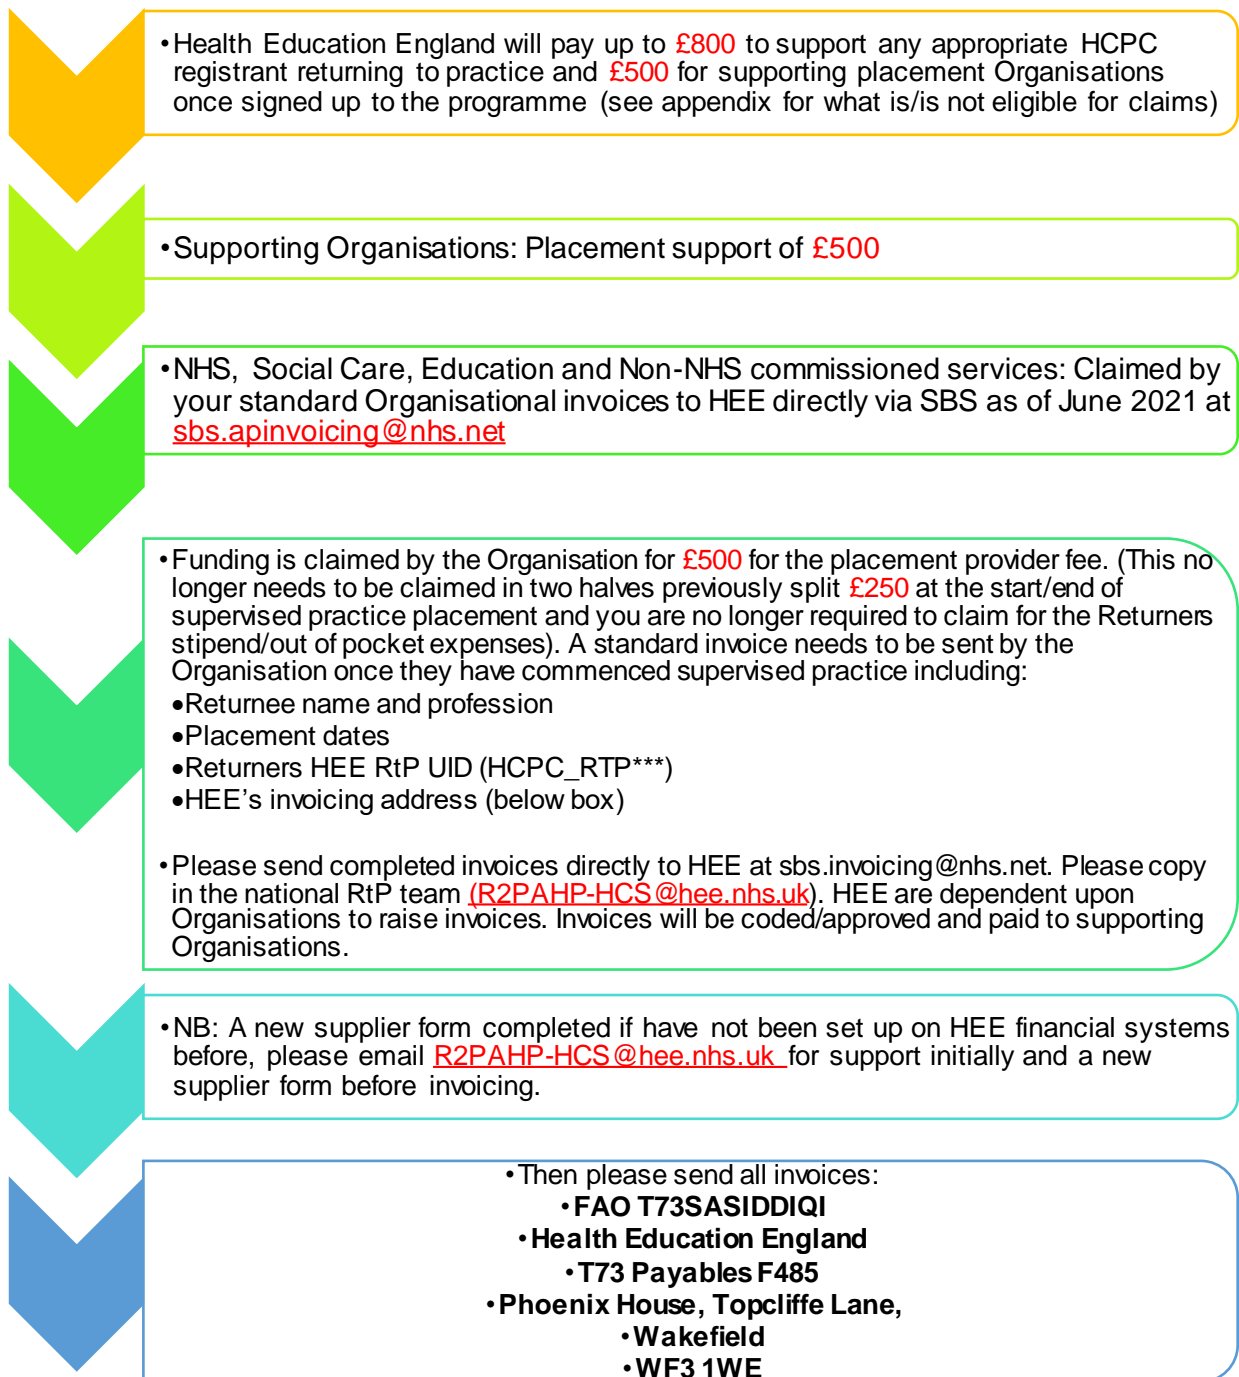 •Health Education England will pay up to £800 to support any appropriate HCPC
registrant returning to practice and £500 for supporting placement Organisations
once signed up to the programme (see appendix for what is/is not eligible for claims)
•Supporting Organisations: Placement support of £500
•NHS, Social Care, Education and Non-NHS commissioned services: Claimed by
your standard Organisational invoices to HEE directly via SBS as of June 2021 at
sbs.apinvoicing@nhs.net
•Funding is claimed by the Organisation for £500 for the placement provider fee. (This no
longer needs to be claimed in two halves previously split £250 at the start/end of
supervised practice placement and you are no longer required to claim for the Returners
stipend/out of pocket expenses). A standard invoice needs to be sent by the
Organisation once they have commenced supervised practice including:
•Returnee name and profession
•Placement dates
•Returners HEE RtP UID (HCPC_RTP***)
•HEE’s invoicing address (below box)
•Please send completed invoices directly to HEE at sbs.invoicing@nhs.net. Please copy
in the national RtP team (R2PAHP-HCS@hee.nhs.uk). HEE are dependent upon
Organisations to raise invoices. Invoices will be coded/approved and paid to supporting
Organisations.
•NB: A new supplier form completed if have not been set up on HEE financial systems
before, please email R2PAHP-HCS@hee.nhs.uk for support initially and a new
supplier form before invoicing.
•Then please send all invoices:
•FAO T73SASIDDIQI
•Health Education England
•T73 Payables F485
•Phoenix House, Topcliffe Lane,
•Wakefield
•WF3 1WE